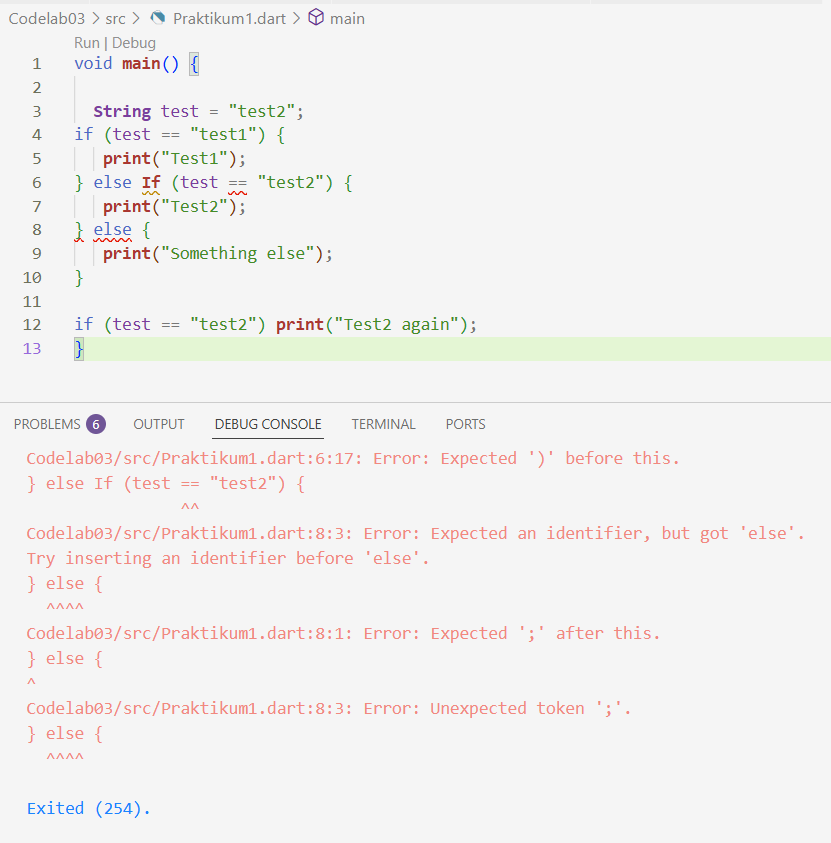 Codelab03 > src > Praktikum1.dart > main
Run | Debug
1 void main() {
2
3 String test = "test2";
4 if (test == "test1") {
5 print("Test1");
6 } else If (test == "test2") {
7 print("Test2");
8 } else {
9 print("Something else");
10 }
11
12 if (test == "test2") print("Test2 again");
13 }
PROBLEMS 6 OUTPUT DEBUG CONSOLE TERMINAL PORTS
Codelab03/src/Praktikum1.dart:6:17: Error: Expected ')' before this.
} else If (test == "test2") {
^^
Codelab03/src/Praktikum1.dart:8:3: Error: Expected an identifier, but got 'else'.
Try inserting an identifier before 'else'.
} else {
^^^^
Codelab03/src/Praktikum1.dart:8:1: Error: Expected ';' after this.
} else {
^
Codelab03/src/Praktikum1.dart:8:3: Error: Unexpected token ';'.
} else {
^^^^
Exited (254).